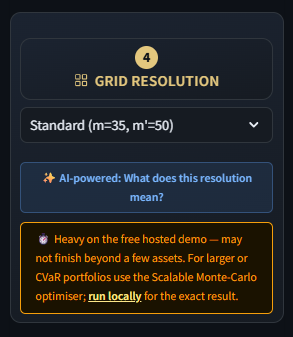 4
GRID RESOLUTION
Standard (m=35, m'=50)
✨ AI-powered: What does this resolution
mean?
⏱️ Heavy on the free hosted demo — may
not finish beyond a few assets. For larger or
CVaR portfolios use the Scalable Monte-Carlo
optimiser; run locally for the exact result.